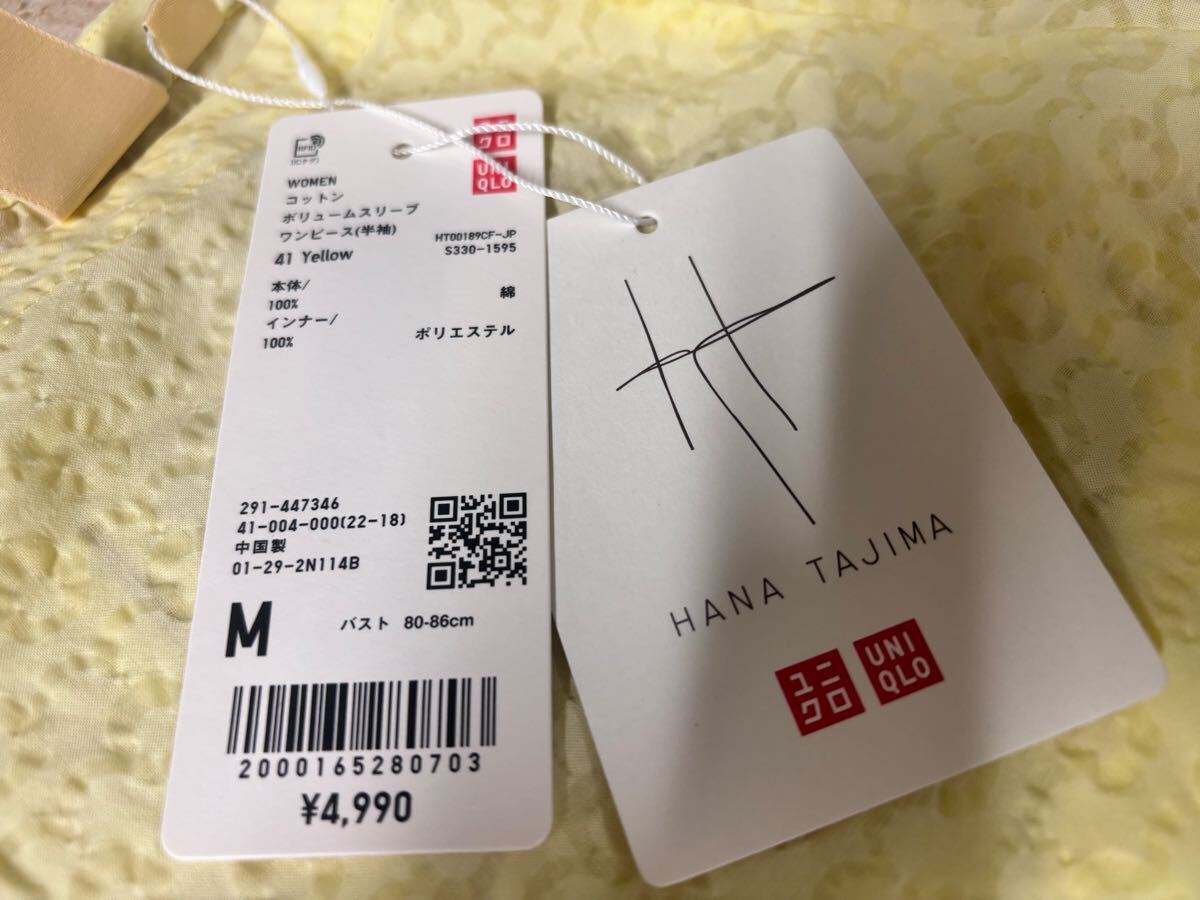 RFID
(ICタグ)
ユニ
クロ
UNI
QLO
WOMEN
コットン
ボリュームスリーブ
ワンピース(半袖)
41 Yellow
HT00189CF-JP
S330-1595
本体/
100% 綿
インナー/
100% ポリエステル
291-447346
41-004-000(22-18)
中国製
01-29-2N114B
M バスト 80-86cm
2000165280703
¥4,990
HT
HANA TAJIMA
ユニ
クロ
UNI
QLO